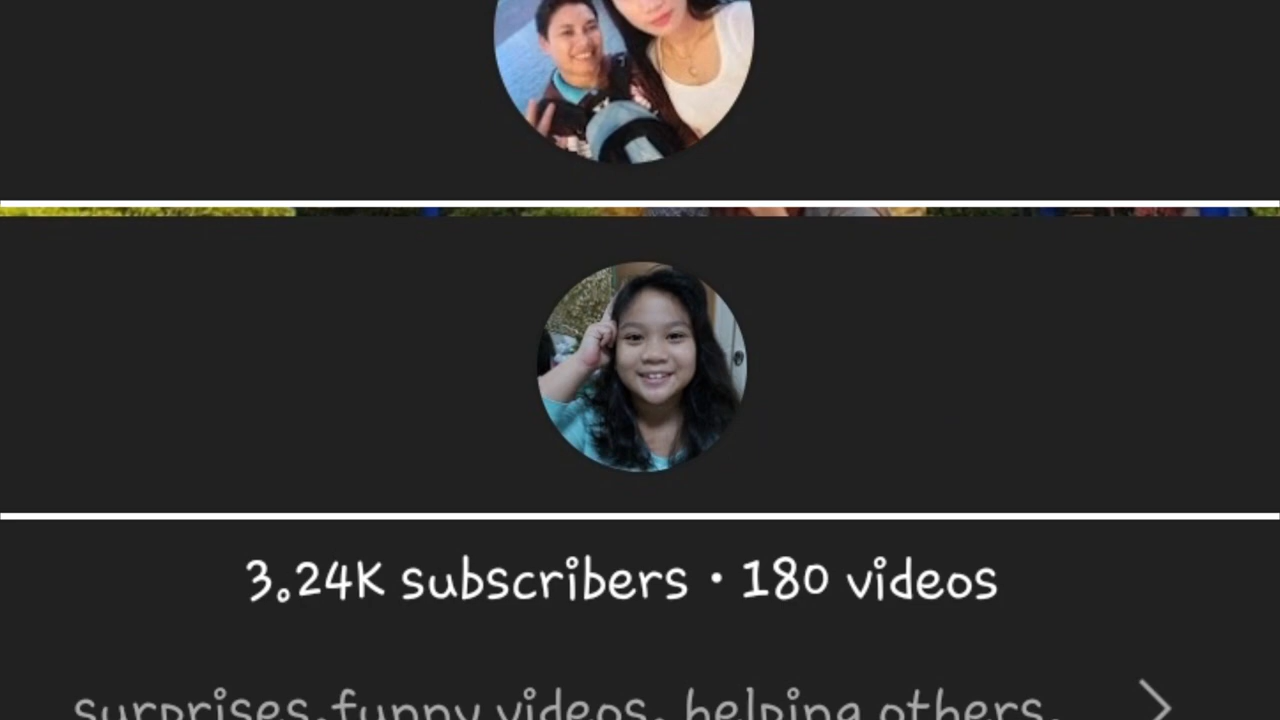 3.24K subscribers • 180 videos
surprises,funny videos, helping others.